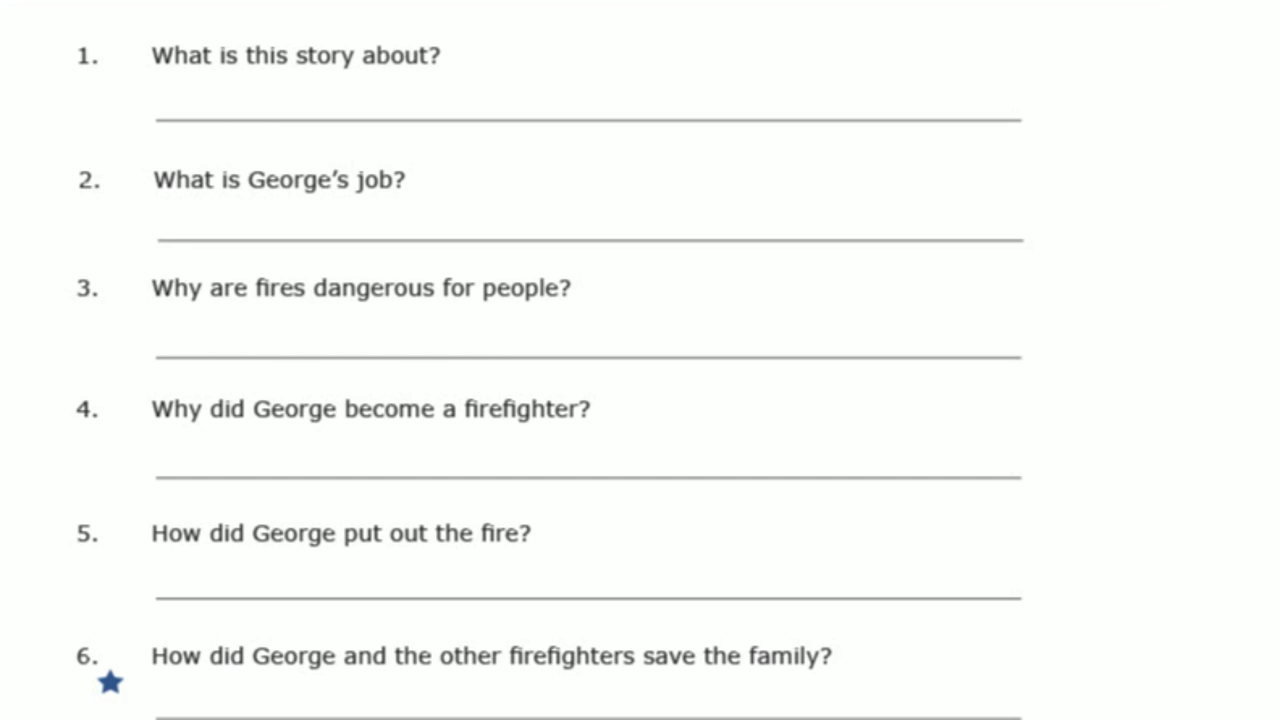 1. What is this story about?
2. What is George’s job?
3. Why are fires dangerous for people?
4. Why did George become a firefighter?
5. How did George put out the fire?
6. How did George and the other firefighters save the family?